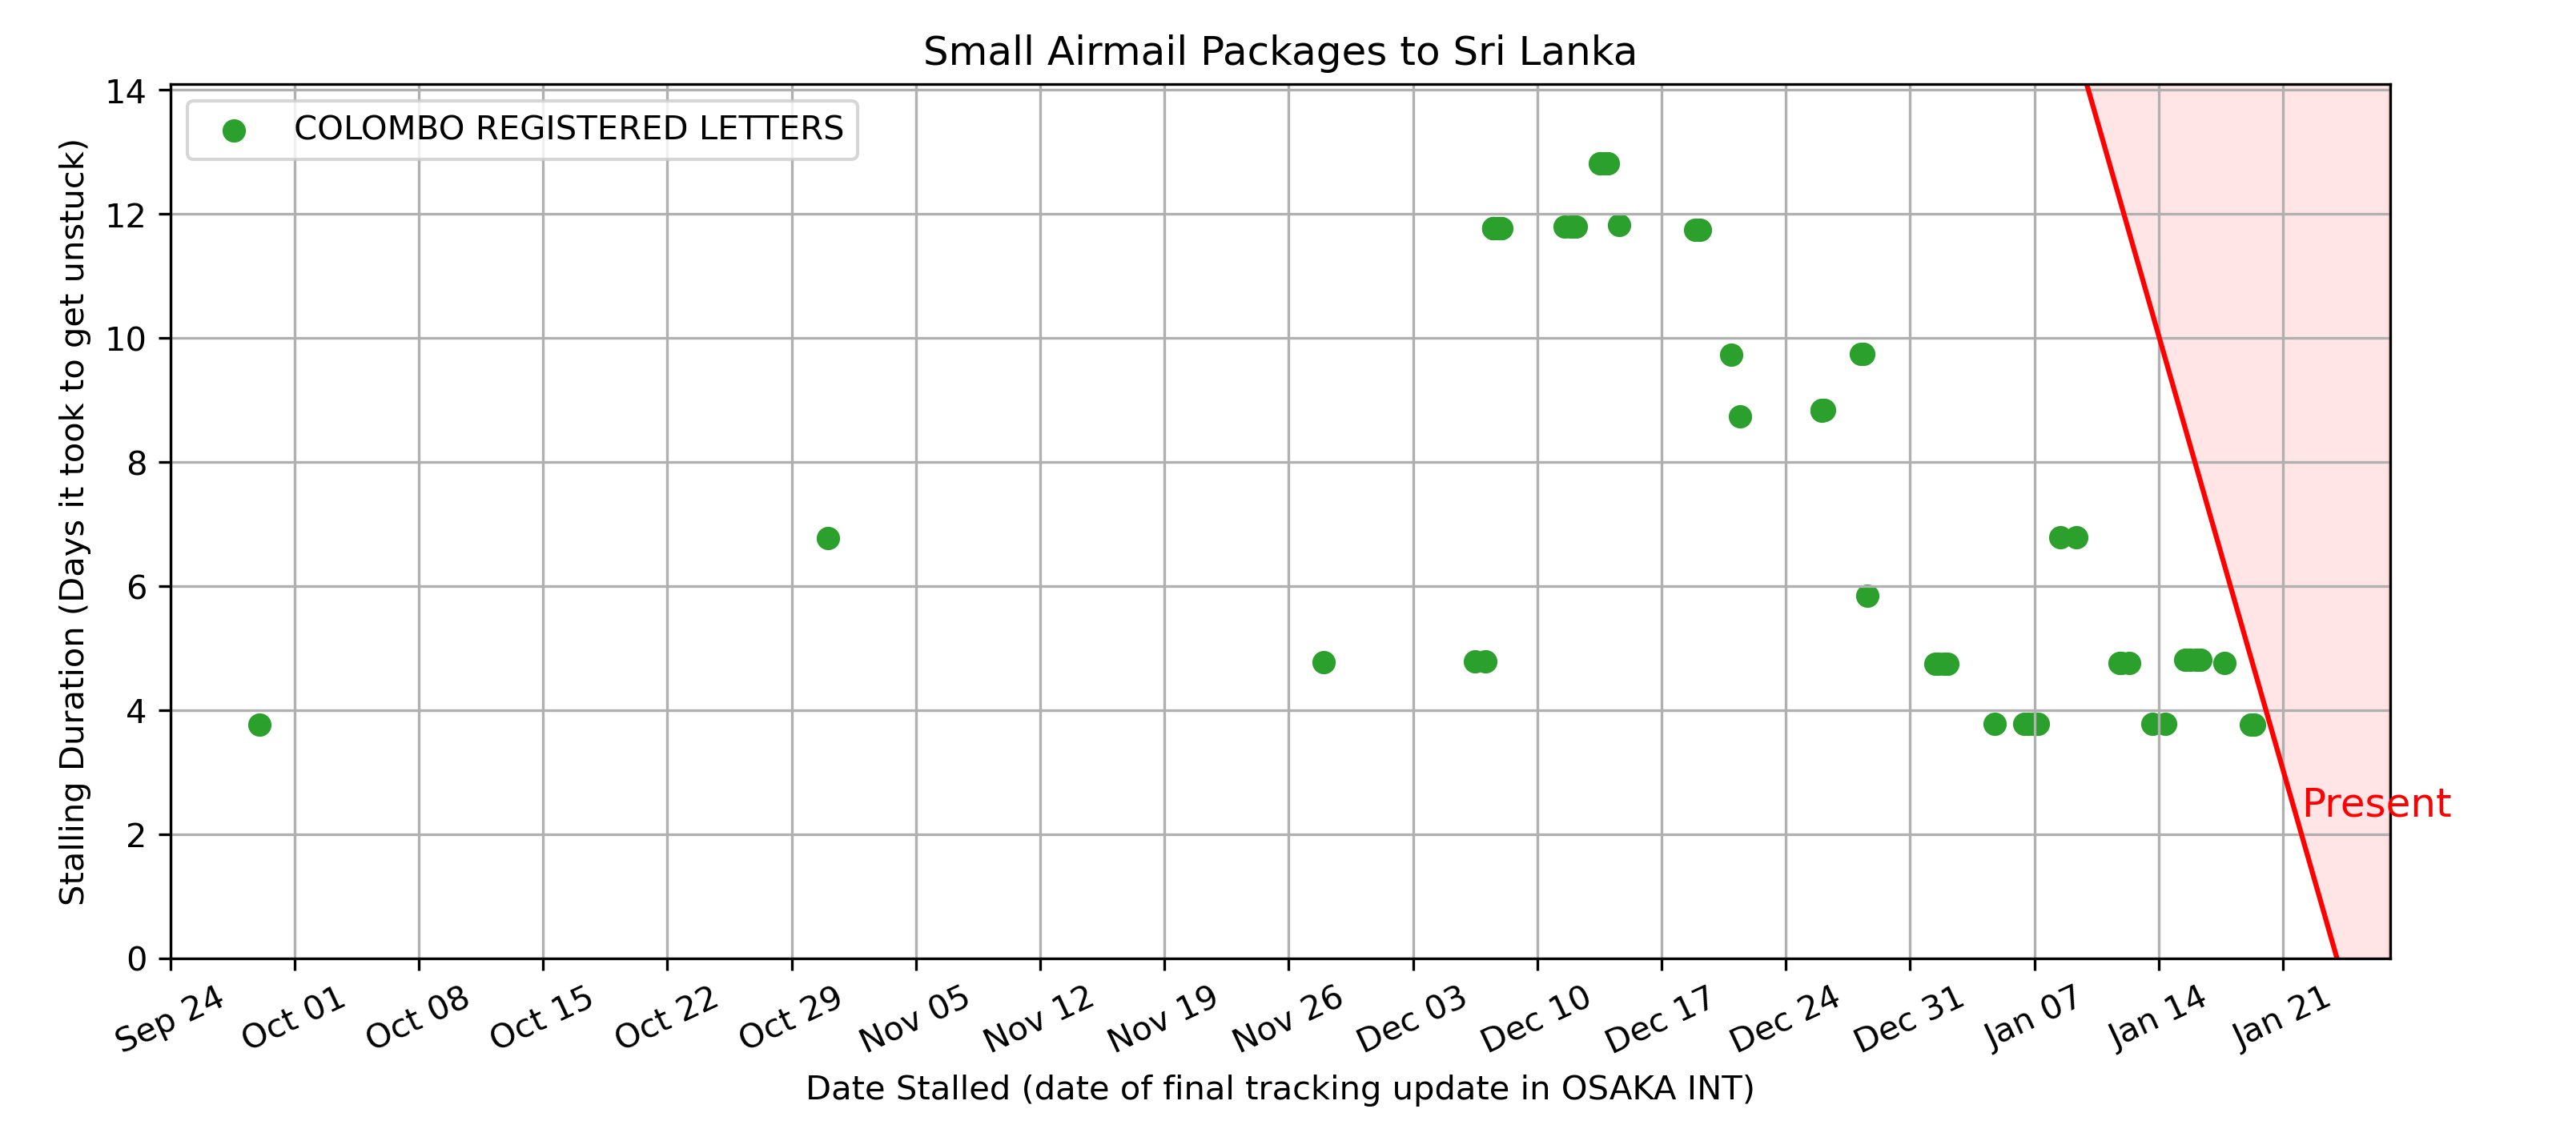 Small Airmail Packages to Sri Lanka
COLOMBO REGISTERED LETTERS
Stalling Duration (Days it took to get unstuck)
14
12
10
8
6
4
2
0
Present
Sep 24
Oct 01
Oct 08
Oct 15
Oct 22
Oct 29
Nov 05
Nov 12
Nov 19
Nov 26
Dec 03
Dec 10
Dec 17
Dec 24
Dec 31
Jan 07
Jan 14
Jan 21
Date Stalled (date of final tracking update in OSAKA INT)